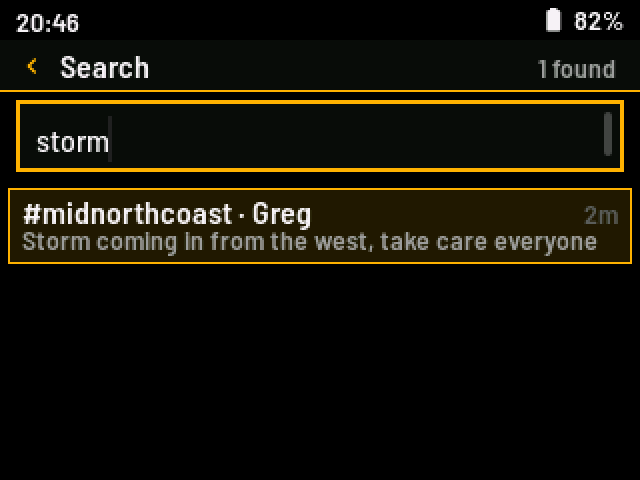 20:46
82%
Search
1 found
storm
#midnorthcoast · Greg
2m
Storm coming in from the west, take care everyone